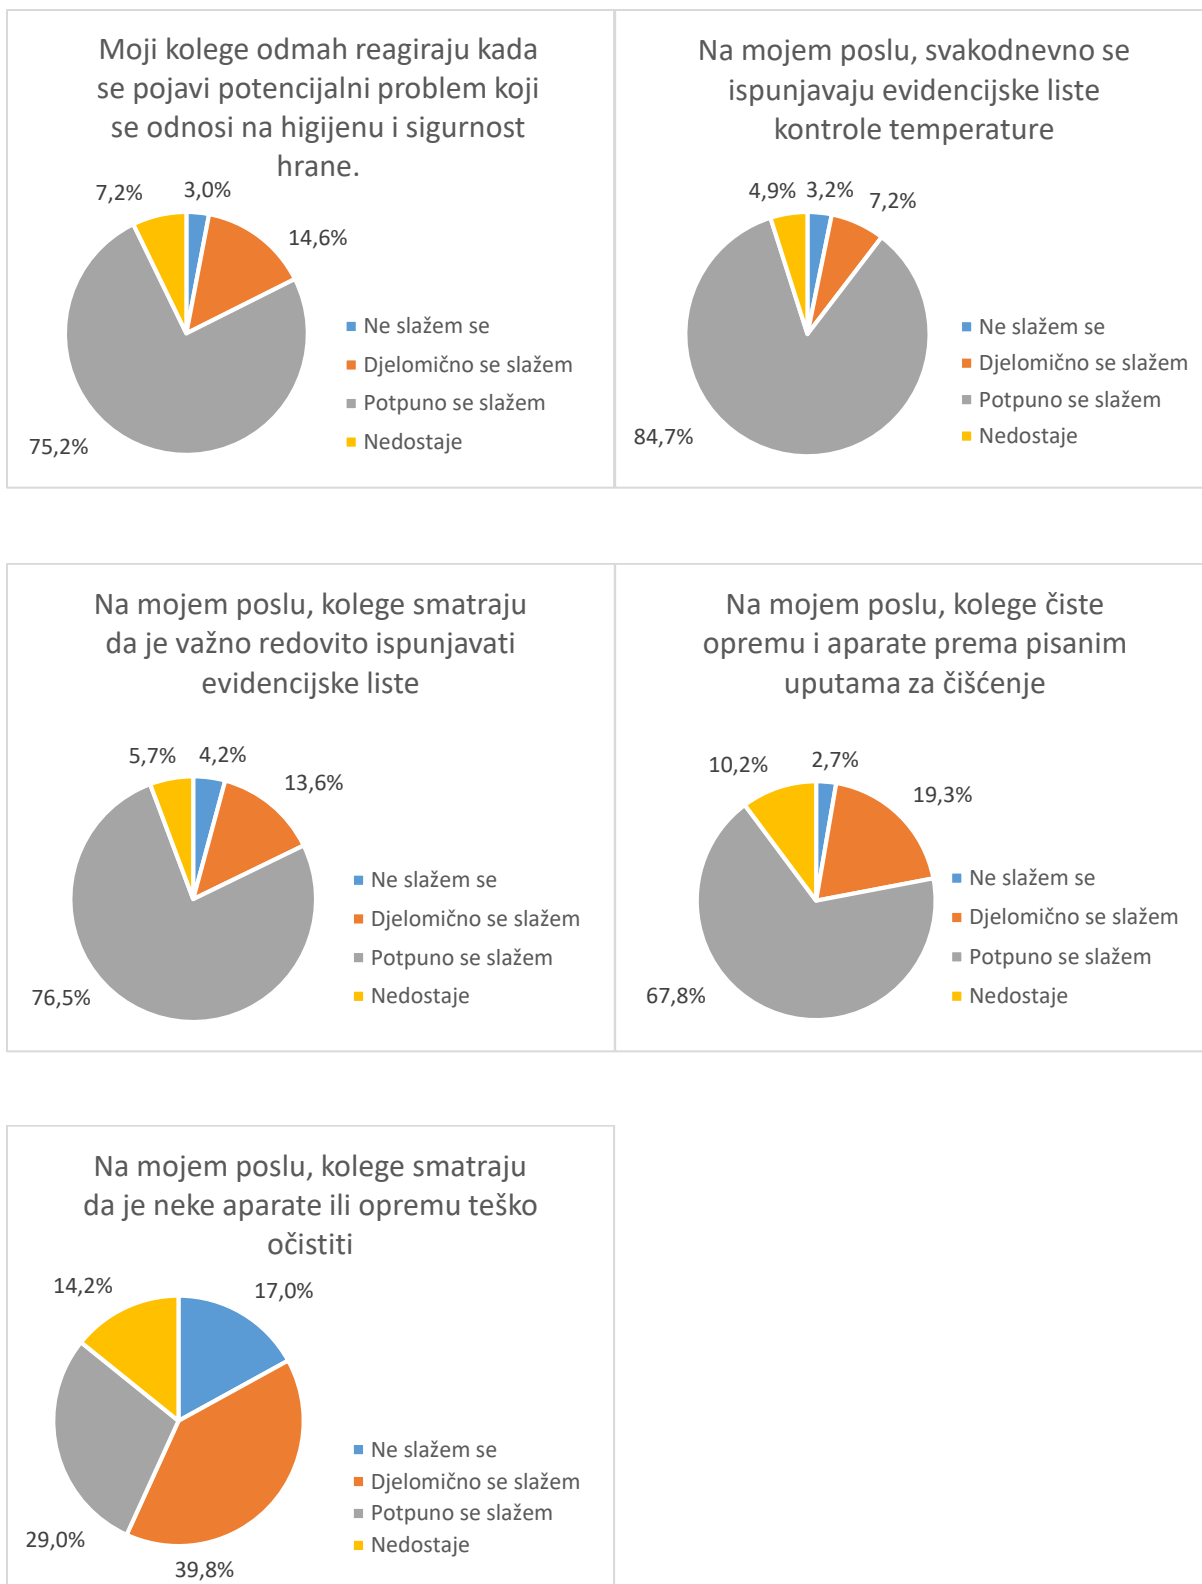 Moji kolege odmah reagiraju kada
se pojavi potencijalni problem koji
se odnosi na higijenu i sigurnost
hrane.
7,2%
3,0%
14,6%
75,2%
Ne slažem se
Djelomično se slažem
Potpuno se slažem
Nedostaje
Na mojem poslu, svakodnevno se
ispunjavaju evidencijske liste
kontrole temperature
4,9%
3,2%
7,2%
84,7%
Ne slažem se
Djelomično se slažem
Potpuno se slažem
Nedostaje
Na mojem poslu, kolege smatraju
da je važno redovito ispunjavati
evidencijske liste
5,7%
4,2%
13,6%
76,5%
Ne slažem se
Djelomično se slažem
Potpuno se slažem
Nedostaje
Na mojem poslu, kolege čiste
opremu i aparate prema pisanim
uputama za čišćenje
10,2%
2,7%
19,3%
67,8%
Ne slažem se
Djelomično se slažem
Potpuno se slažem
Nedostaje
Na mojem poslu, kolege smatraju
da je neke aparate ili opremu teško
očistiti
14,2%
17,0%
29,0%
39,8%
Ne slažem se
Djelomično se slažem
Potpuno se slažem
Nedostaje